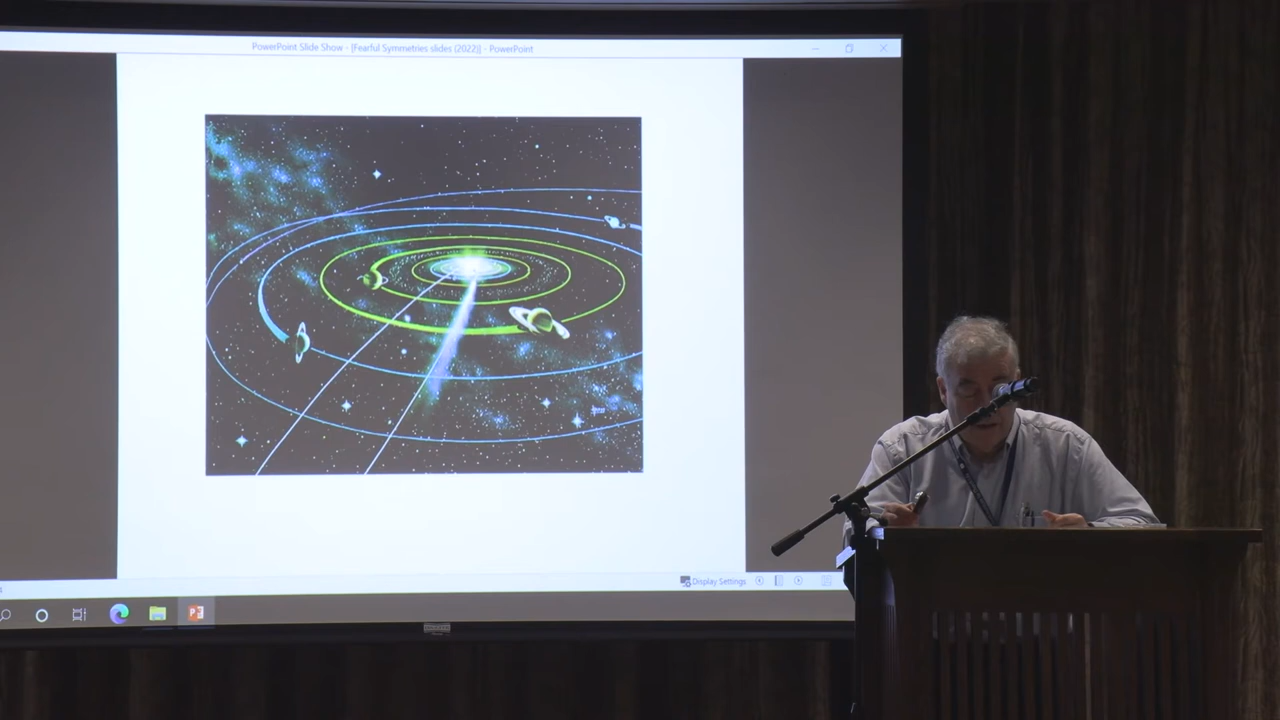 PowerPoint Slide Show - [Fearful Symmetries slides (2022)] - PowerPoint
Display Settings